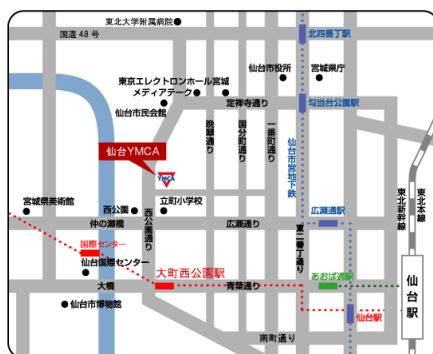 東北大学附属病院
国道48号
北四番丁駅
仙台市役所
宮城県庁
東京エレクトロンホール宮城
メディアテーク
仙台市民会館
定禅寺通り
勾当台公園駅
晩翠通り
国分町通り
一番町通り
仙台市営地下鉄
仙台YMCA
YMCA
宮城県美術館
西公園
立町小学校
広瀬通駅
東北新幹線
東北本線
仲の瀬橋
西公園通り
広瀬通り
東二番丁通り
国際センター
仙台国際センター
大町西公園駅
あおば通駅
仙台駅
大橋
青葉通り
仙台市博物館
仙台駅
南町通り